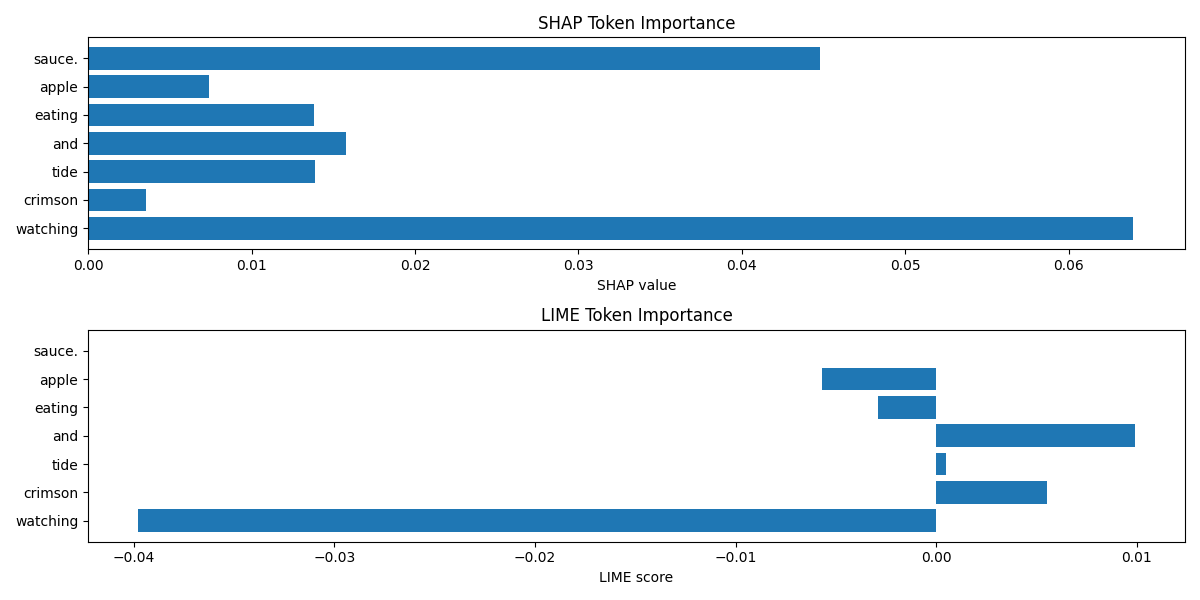 SHAP Token Importance
sauce.
apple
eating
and
tide
crimson
watching
0.00 0.01 0.02 0.03 0.04 0.05 0.06
SHAP value
LIME Token Importance
sauce.
apple
eating
and
tide
crimson
watching
−0.04 −0.03 −0.02 −0.01 0.00 0.01
LIME score